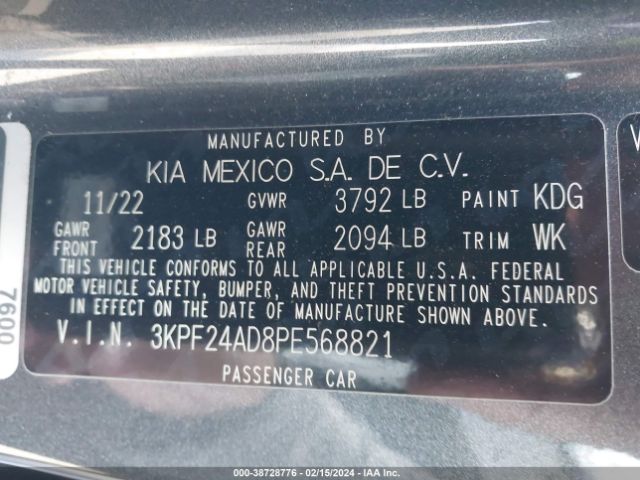 MANUFACTURED BY
KIA MEXICO S.A. DE C.V.
11/22 GVWR 3792 LB PAINT KDG
GAWR FRONT 2183 LB GAWR REAR 2094 LB TRIM WK
THIS VEHICLE CONFORMS TO ALL APPLICABLE U.S.A. FEDERAL
MOTOR VEHICLE SAFETY, BUMPER, AND THEFT PREVENTION STANDARDS
IN EFFECT ON THE DATE OF MANUFACTURE SHOWN ABOVE.
V.I.N. 3KPF24AD8PE568821
PASSENGER CAR
7600
000-38728776 - 02/15/2024 - IAA Inc.